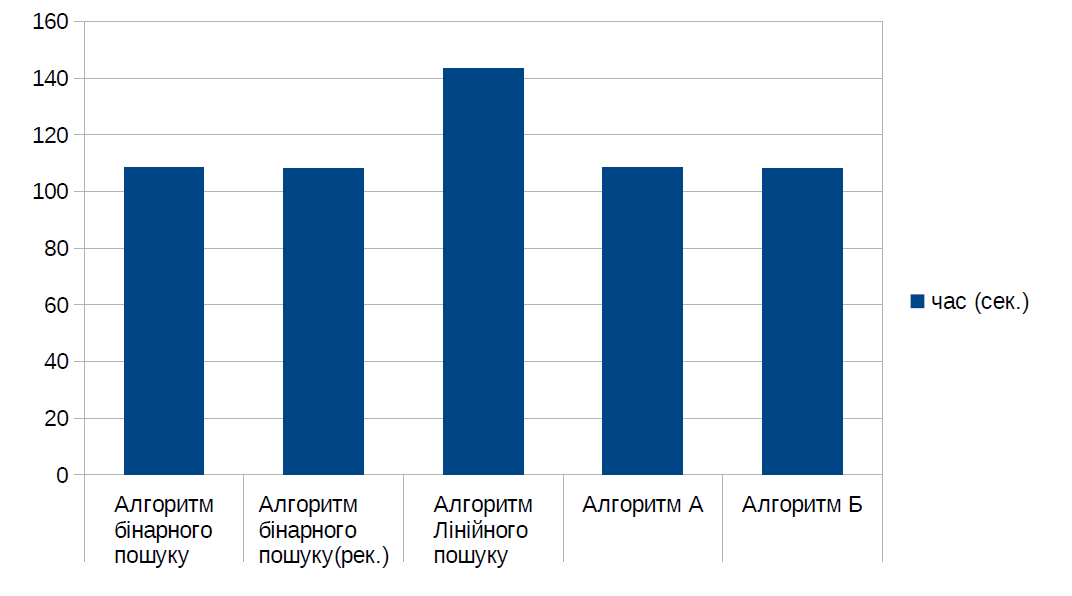 160
140
120
100
80
60
40
20
0
Алгоритм
бінарного
пошуку
Алгоритм
бінарного
пошуку(рек.)
Алгоритм
Лінійного
пошуку
Алгоритм А
Алгоритм Б
час (сек.)